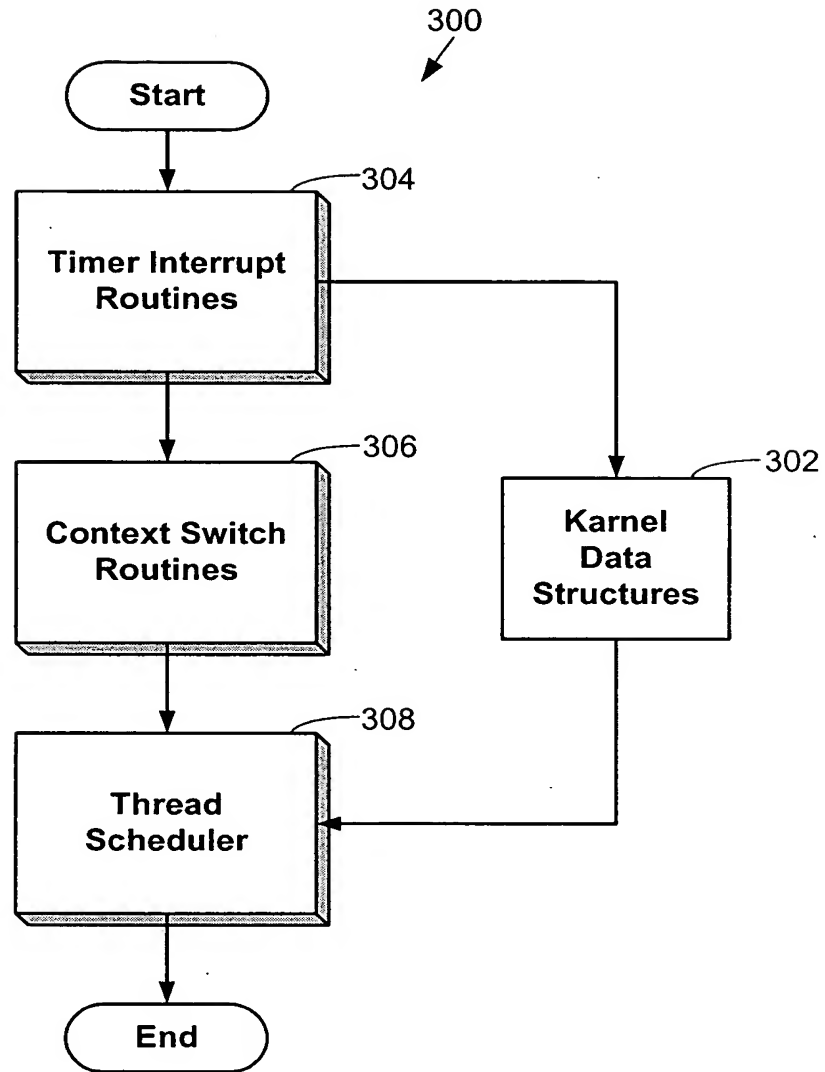 300
Start
304
Timer Interrupt
Routines
306
Context Switch
Routines
302
Karnel
Data
Structures
308
Thread
Scheduler
End